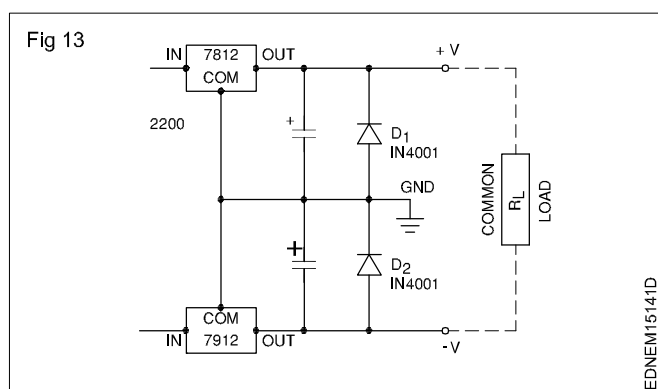 Fig 13
IN 7812 OUT
COM
+V
2200
+
D1
IN4001
GND
COMMON
RL
LOAD
+
D2
IN4001
COM
IN 7912 OUT
-V
EDNEM15141D